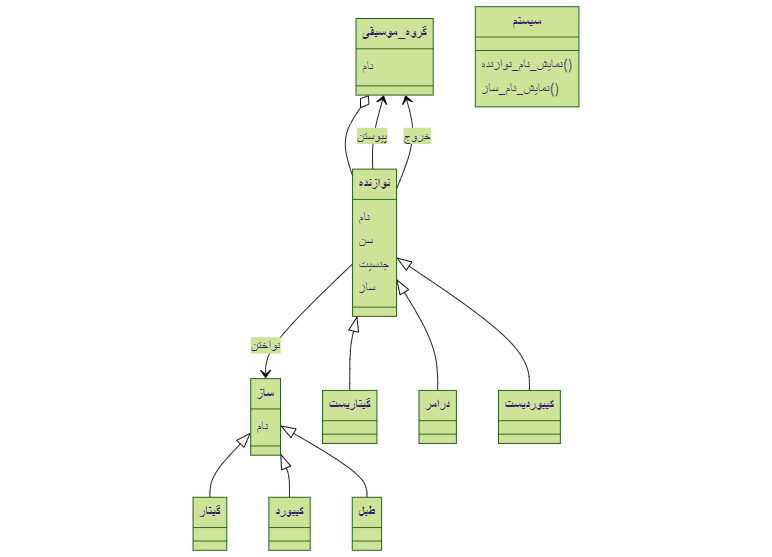 گروه_موسیقی
نام
سیستم
نمایش_نام_نوازنده()
نمایش_نام_ساز()
پیوستن
خروج
نوازنده
نام
سن
جنسیت
ساز
نواختن
ساز
نام
گیتاریست
درامر
کیبوردیست
گیتار
کیبورد
طبل